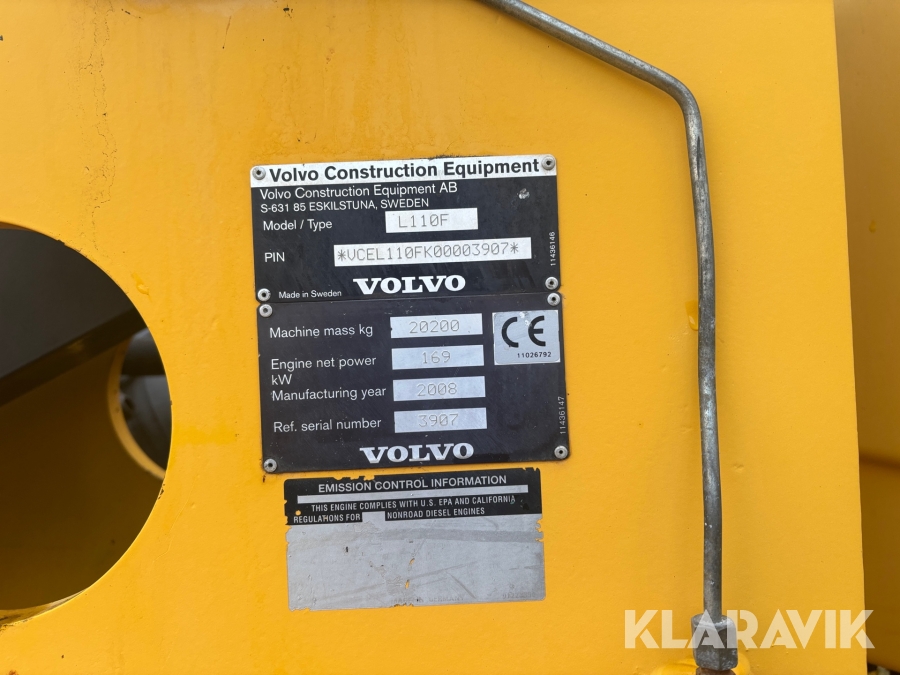 Volvo Construction Equipment
Volvo Construction Equipment AB
S-631 85 ESKILSTUNA, SWEDEN
Model / Type L110F
PIN *VCEL110FK00003907*
11436146
Made in Sweden VOLVO
Machine mass kg 20200
CE
11026792
Engine net power kW 169
Manufacturing year 2008
Ref. serial number 3907
11436147
VOLVO
EMISSION CONTROL INFORMATION
THIS ENGINE COMPLIES WITH U.S. EPA AND CALIFORNIA
REGULATIONS FOR NONROAD DIESEL ENGINES
KLARAVIK